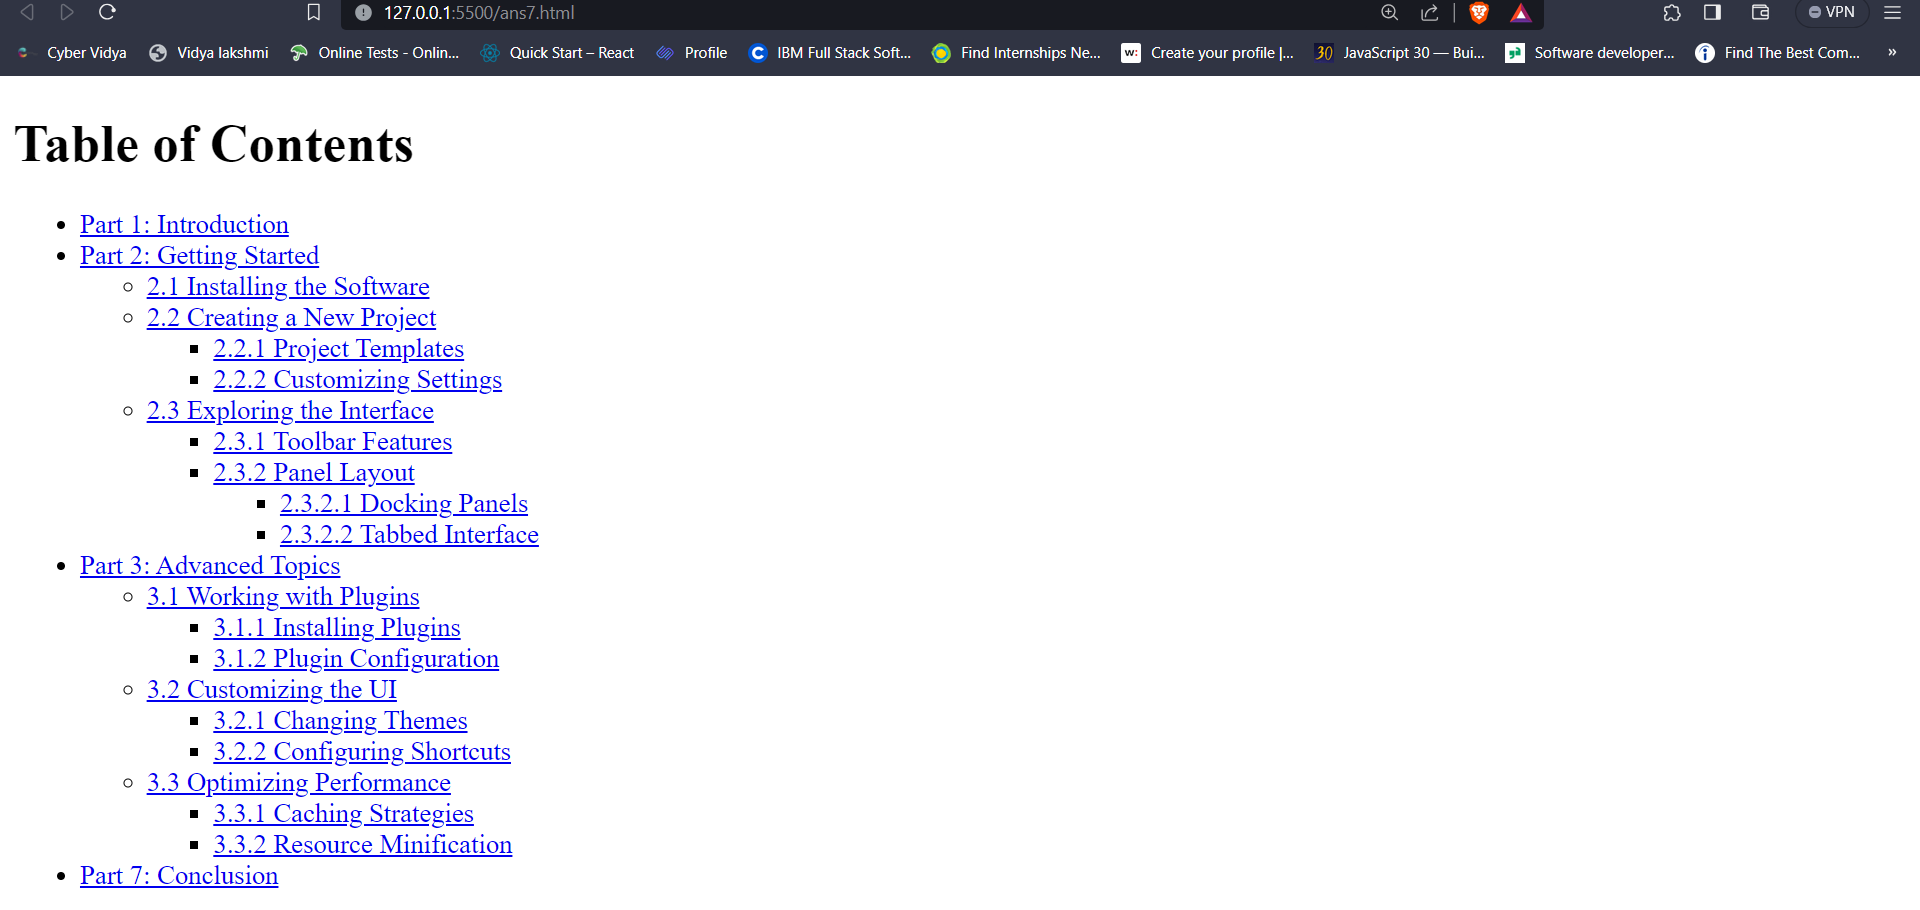 127.0.0.1:5500/ans7.html
VPN
Cyber Vidya
Vidya lakshmi
Online Tests - Onlin...
Quick Start – React
Profile
IBM Full Stack Soft...
Find Internships Ne...
w:
Create your profile |...
30
JavaScript 30 — Bui...
Software developer...
Find The Best Com...
»
Table of Contents
• Part 1: Introduction
• Part 2: Getting Started
◦ 2.1 Installing the Software
◦ 2.2 Creating a New Project
▪ 2.2.1 Project Templates
▪ 2.2.2 Customizing Settings
◦ 2.3 Exploring the Interface
▪ 2.3.1 Toolbar Features
▪ 2.3.2 Panel Layout
▪ 2.3.2.1 Docking Panels
▪ 2.3.2.2 Tabbed Interface
• Part 3: Advanced Topics
◦ 3.1 Working with Plugins
▪ 3.1.1 Installing Plugins
▪ 3.1.2 Plugin Configuration
◦ 3.2 Customizing the UI
▪ 3.2.1 Changing Themes
▪ 3.2.2 Configuring Shortcuts
◦ 3.3 Optimizing Performance
▪ 3.3.1 Caching Strategies
▪ 3.3.2 Resource Minification
• Part 7: Conclusion